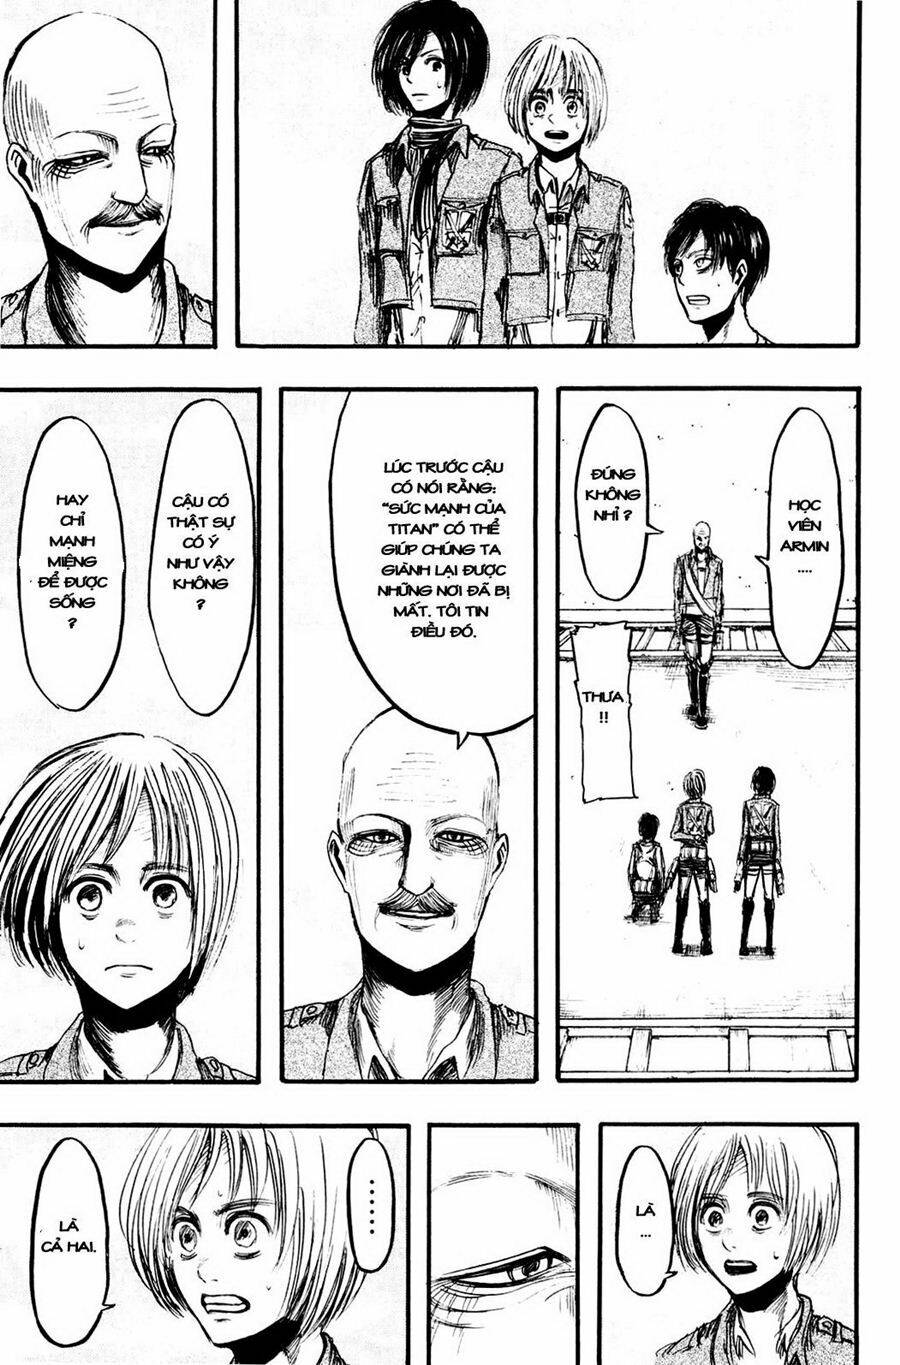 HỌC
VIÊN
ARMIN
....
ĐÚNG
KHÔNG
NHỈ ?
THƯA
!!
LÚC TRƯỚC CẬU
CÓ NÓI RẰNG:
“SỨC MẠNH CỦA
TITAN” CÓ THỂ
GIÚP CHÚNG TA
GIÀNH LẠI ĐƯỢC
NHỮNG NƠI ĐÃ BỊ
MẤT. TÔI TIN
ĐIỀU ĐÓ.
CẬU CÓ
THẬT SỰ
CÓ Ý
NHƯ VẬY
KHÔNG
?
HAY
CHỈ
MẠNH
MIỆNG
ĐỂ ĐƯỢC
SỐNG
?
LÀ
...
......
LÀ
CẢ HAI.